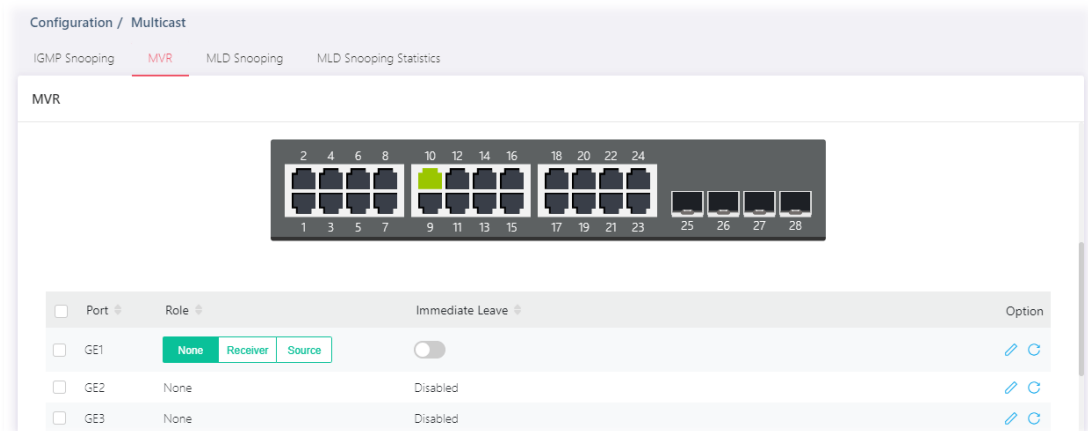 Configuration / Multicast
IGMP Snooping MVR MLD Snooping MLD Snooping Statistics
MVR
2 4 6 8 10 12 14 16 18 20 22 24
1 3 5 7 9 11 13 15 17 19 21 23 25 26 27 28
Port Role Immediate Leave Option
GE1 None Receiver Source
GE2 None Disabled
GE3 None Disabled